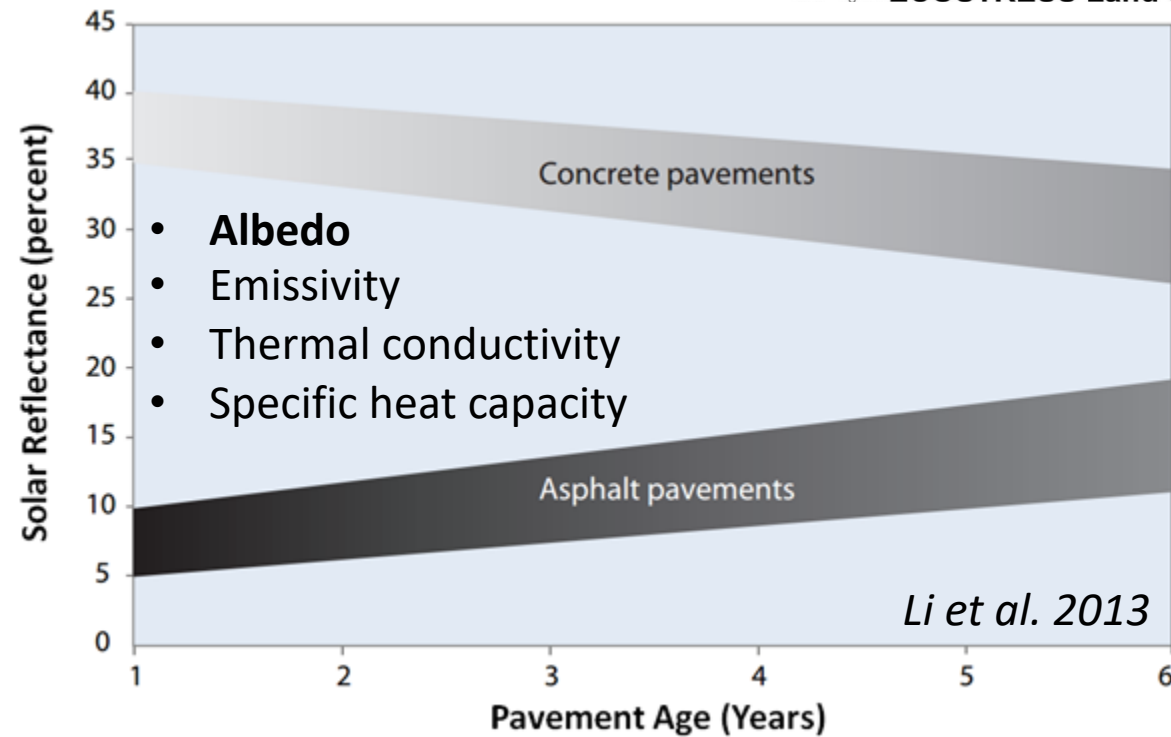 45
40
35
30
25
20
15
10
5
0
Solar Reflectance (percent)
Concrete pavements
• Albedo
• Emissivity
• Thermal conductivity
• Specific heat capacity
Asphalt pavements
Li et al. 2013
1 2 3 4 5 6
Pavement Age (Years)